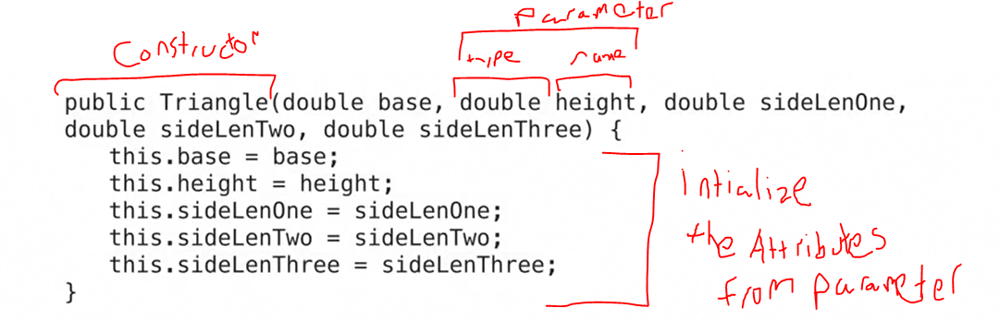 Parameter
Constructor
type name
public Triangle(double base, double height, double sideLenOne,
double sideLenTwo, double sideLenThree) {
this.base = base;
this.height = height;
this.sideLenOne = sideLenOne;
this.sideLenTwo = sideLenTwo;
this.sideLenThree = sideLenThree;
}
Intialize
the Attributes
from parameter